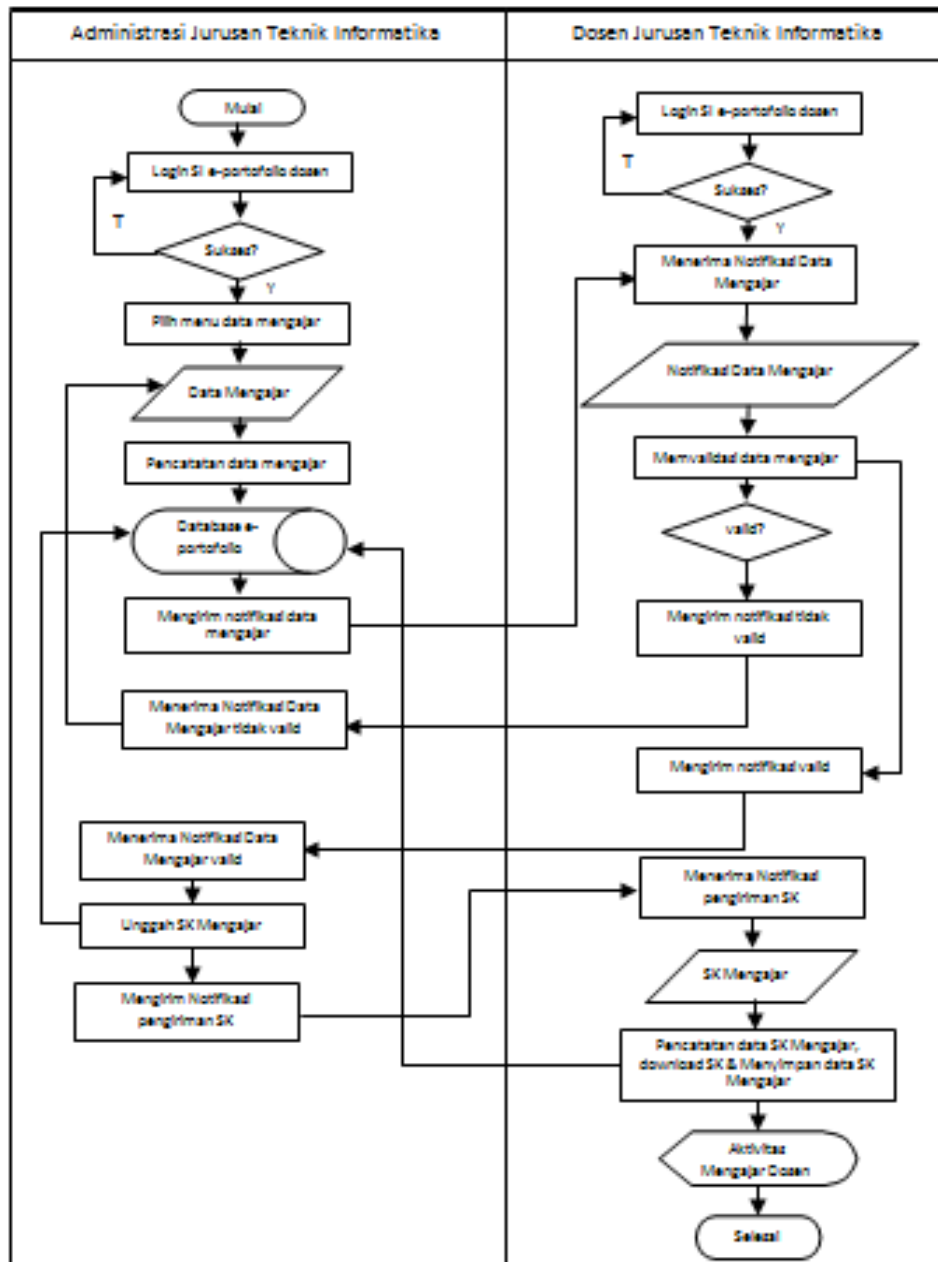 Administrasi Jurusan Teknik Informatika
Dosen Jurusan Teknik Informatika
Mulai
Login SI e-portofolio dosen
T
Sukses?
Y
Pilih menu data mengajar
Data Mengajar
Pencatatan data mengajar
Database e-
portofolio
Mengirim notifikasi data
mengajar
Menerima Notifikasi Data
Mengajar tidak valid
Menerima Notifikasi Data
Mengajar valid
Unggah SK Mengajar
Mengirim Notifikasi
pengiriman SK
Login SI e-portofolio dosen
T
Sukses?
Y
Menerima Notifikasi Data
Mengajar
Notifikasi Data Mengajar
Memvalidasi data mengajar
valid?
Mengirim notifikasi tidak
valid
Mengirim notifikasi valid
Menerima Notifikasi
pengiriman SK
SK Mengajar
Pencatatan data SK Mengajar,
download SK & Menyimpan data SK
Mengajar
Aktivitas
Mengajar Dosen
Selesai